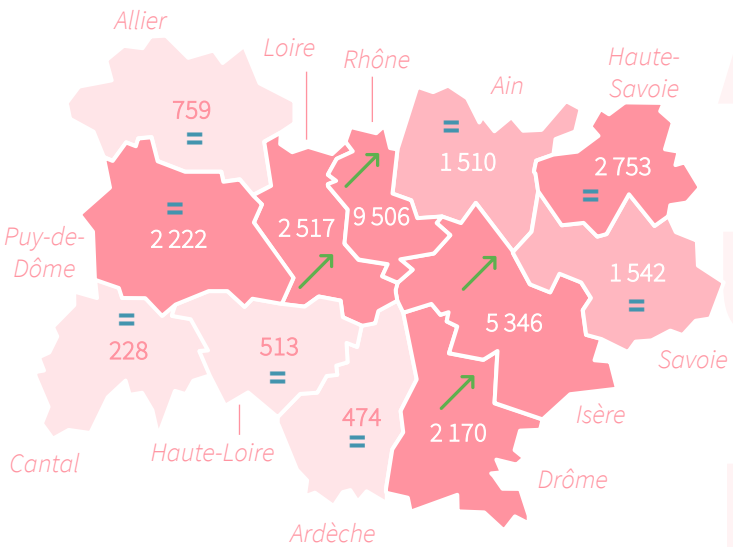 Allier
Loire
Rhône
Ain
Haute-
Savoie
759
=
=
1 510
2 753
=
=
2 222
2 517
9 506
Puy-de-
Dôme
1 542
=
=
228
513
=
5 346
Savoie
474
=
2 170
Isère
Cantal
Haute-Loire
Drôme
Ardèche